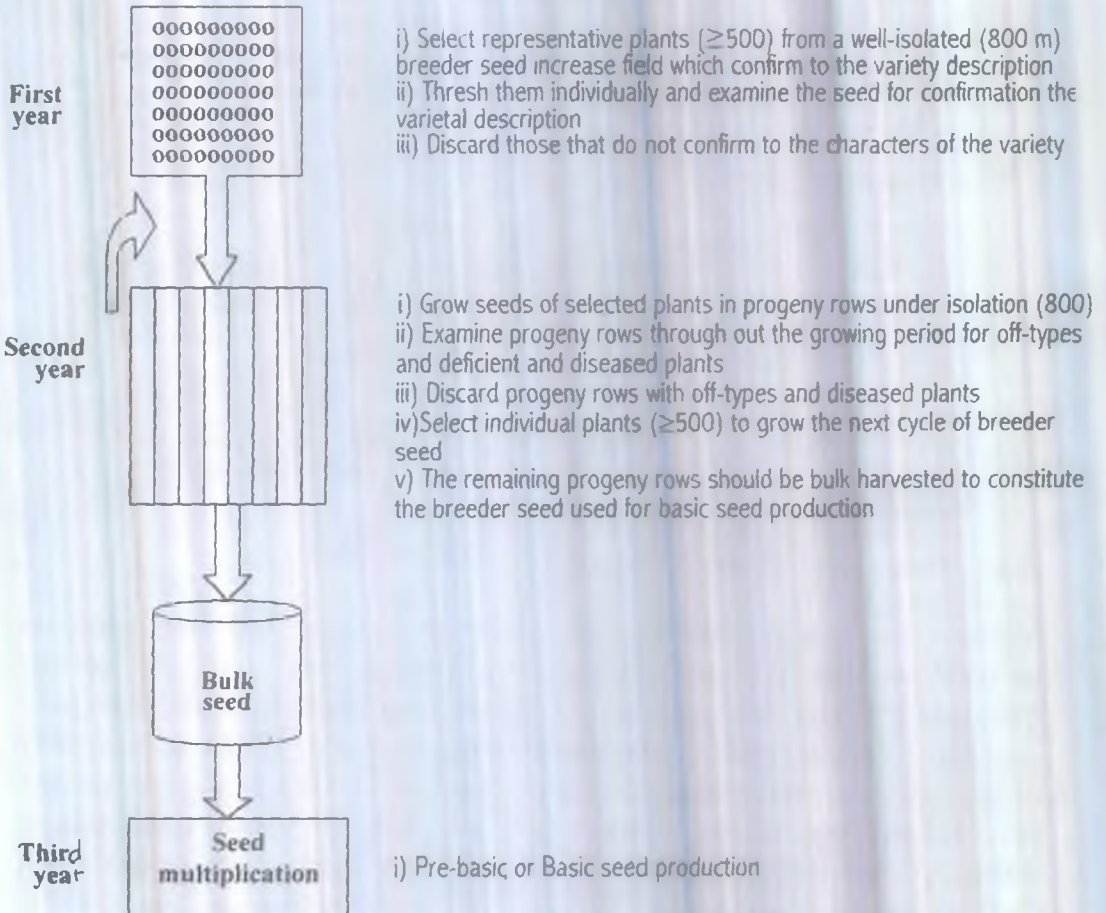 000000000
000000000
000000000
000000000
000000000
000000000
000000000
First
year
i) Select representative plants (≥500) from a well-isolated (800 m)
breeder seed increase field which confirm to the variety description
ii) Thresh them individually and examine the seed for confirmation the
varietal description
iii) Discard those that do not confirm to the characters of the variety
Second
year
i) Grow seeds of selected plants in progeny rows under isolation (800)
ii) Examine progeny rows through out the growing period for off-types
and deficient and diseased plants
iii) Discard progeny rows with off-types and diseased plants
iv)Select individual plants (≥500) to grow the next cycle of breeder
seed
v) The remaining progeny rows should be bulk harvested to constitute
the breeder seed used for basic seed production
Bulk
seed
Third
year
Seed
multiplication
i) Pre-basic or Basic seed production